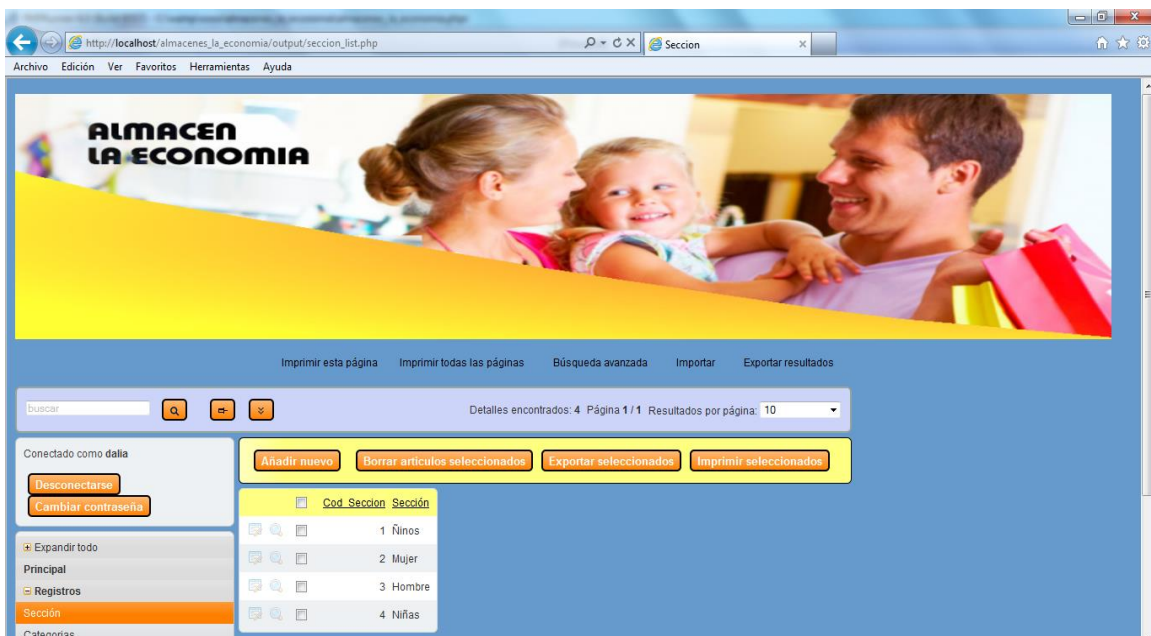 http://localhost/almacenes_la_economia/output/seccion_list.php
Seccion
Archivo Edición Ver Favoritos Herramientas Ayuda
ALMACEN
LA ECONOMIA
Imprimir esta página Imprimir todas las páginas Búsqueda avanzada Importar Exportar resultados
buscar
Detalles encontrados: 4 Página 1 / 1 Resultados por página: 10
Conectado como dalia
Desconectarse
Cambiar contraseña
Añadir nuevo Borrar articulos seleccionados Exportar seleccionados Imprimir seleccionados
Cod Seccion Sección
1 Ñinos
2 Mujer
3 Hombre
4 Niñas
Expandir todo
Principal
Registros
Sección
Categorias